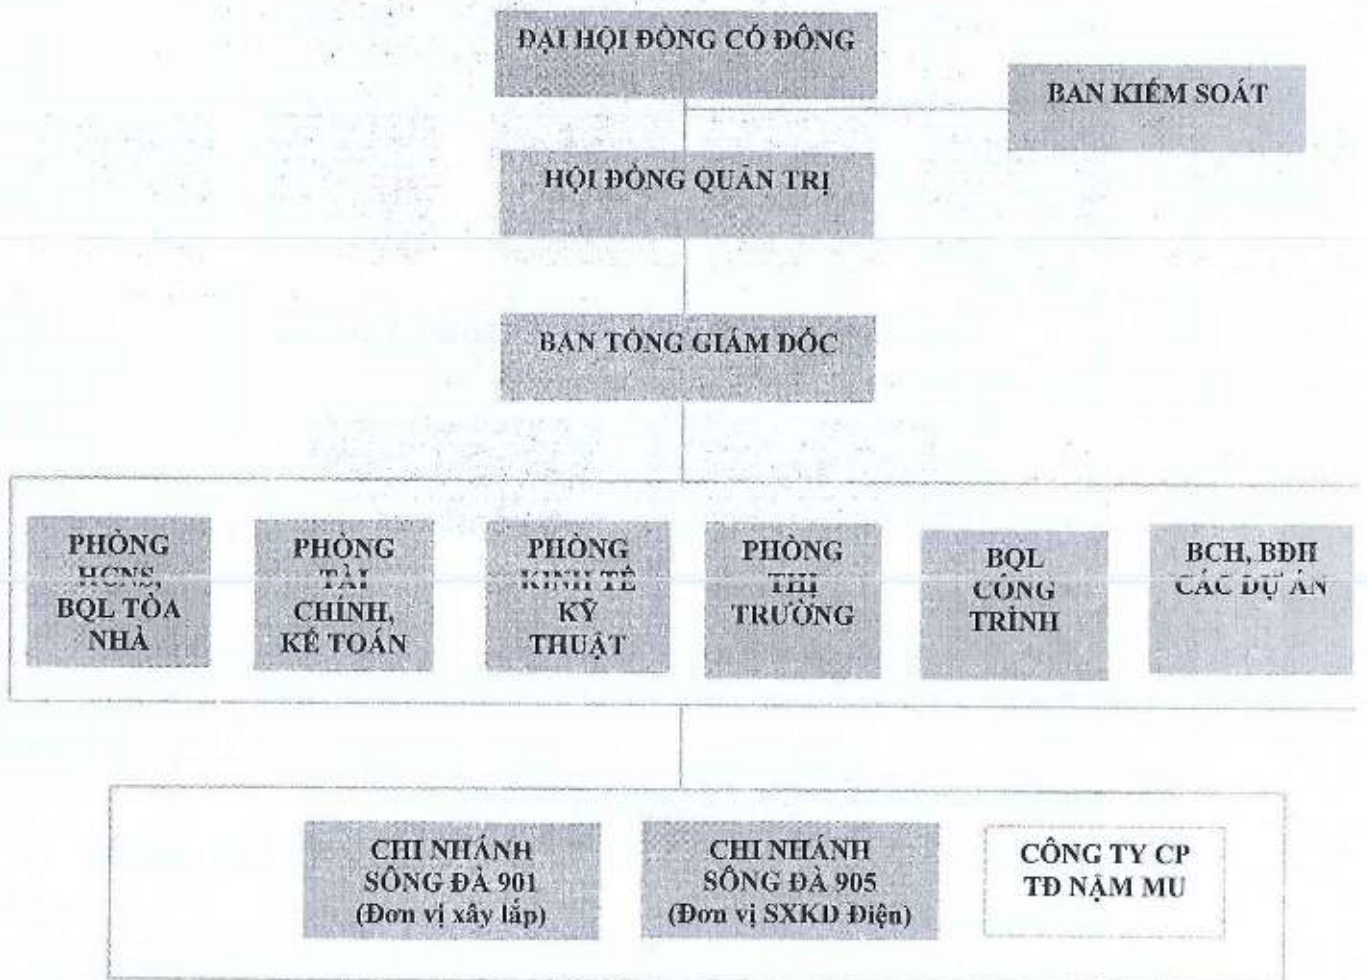 ĐẠI HỘI ĐỒNG CỔ ĐÔNG
BAN KIỂM SOÁT
HỘI ĐỒNG QUẢN TRỊ
BAN TỔNG GIÁM ĐỐC
PHÒNG
HCNS,
BQL TÒA
NHÀ
PHÒNG
TÀI
CHÍNH,
KẾ TOÁN
PHÒNG
KINH TẾ
KỸ
THUẬT
PHÒNG
THỊ
TRƯỜNG
BQL
CÔNG
TRÌNH
BCH, BĐH
CÁC DỰ ÁN
CHI NHÁNH
SÔNG ĐÀ 901
(Đơn vị xây lắp)
CHI NHÁNH
SÔNG ĐÀ 905
(Đơn vị SXKD Điện)
CÔNG TY CP
TĐ NẬM MU